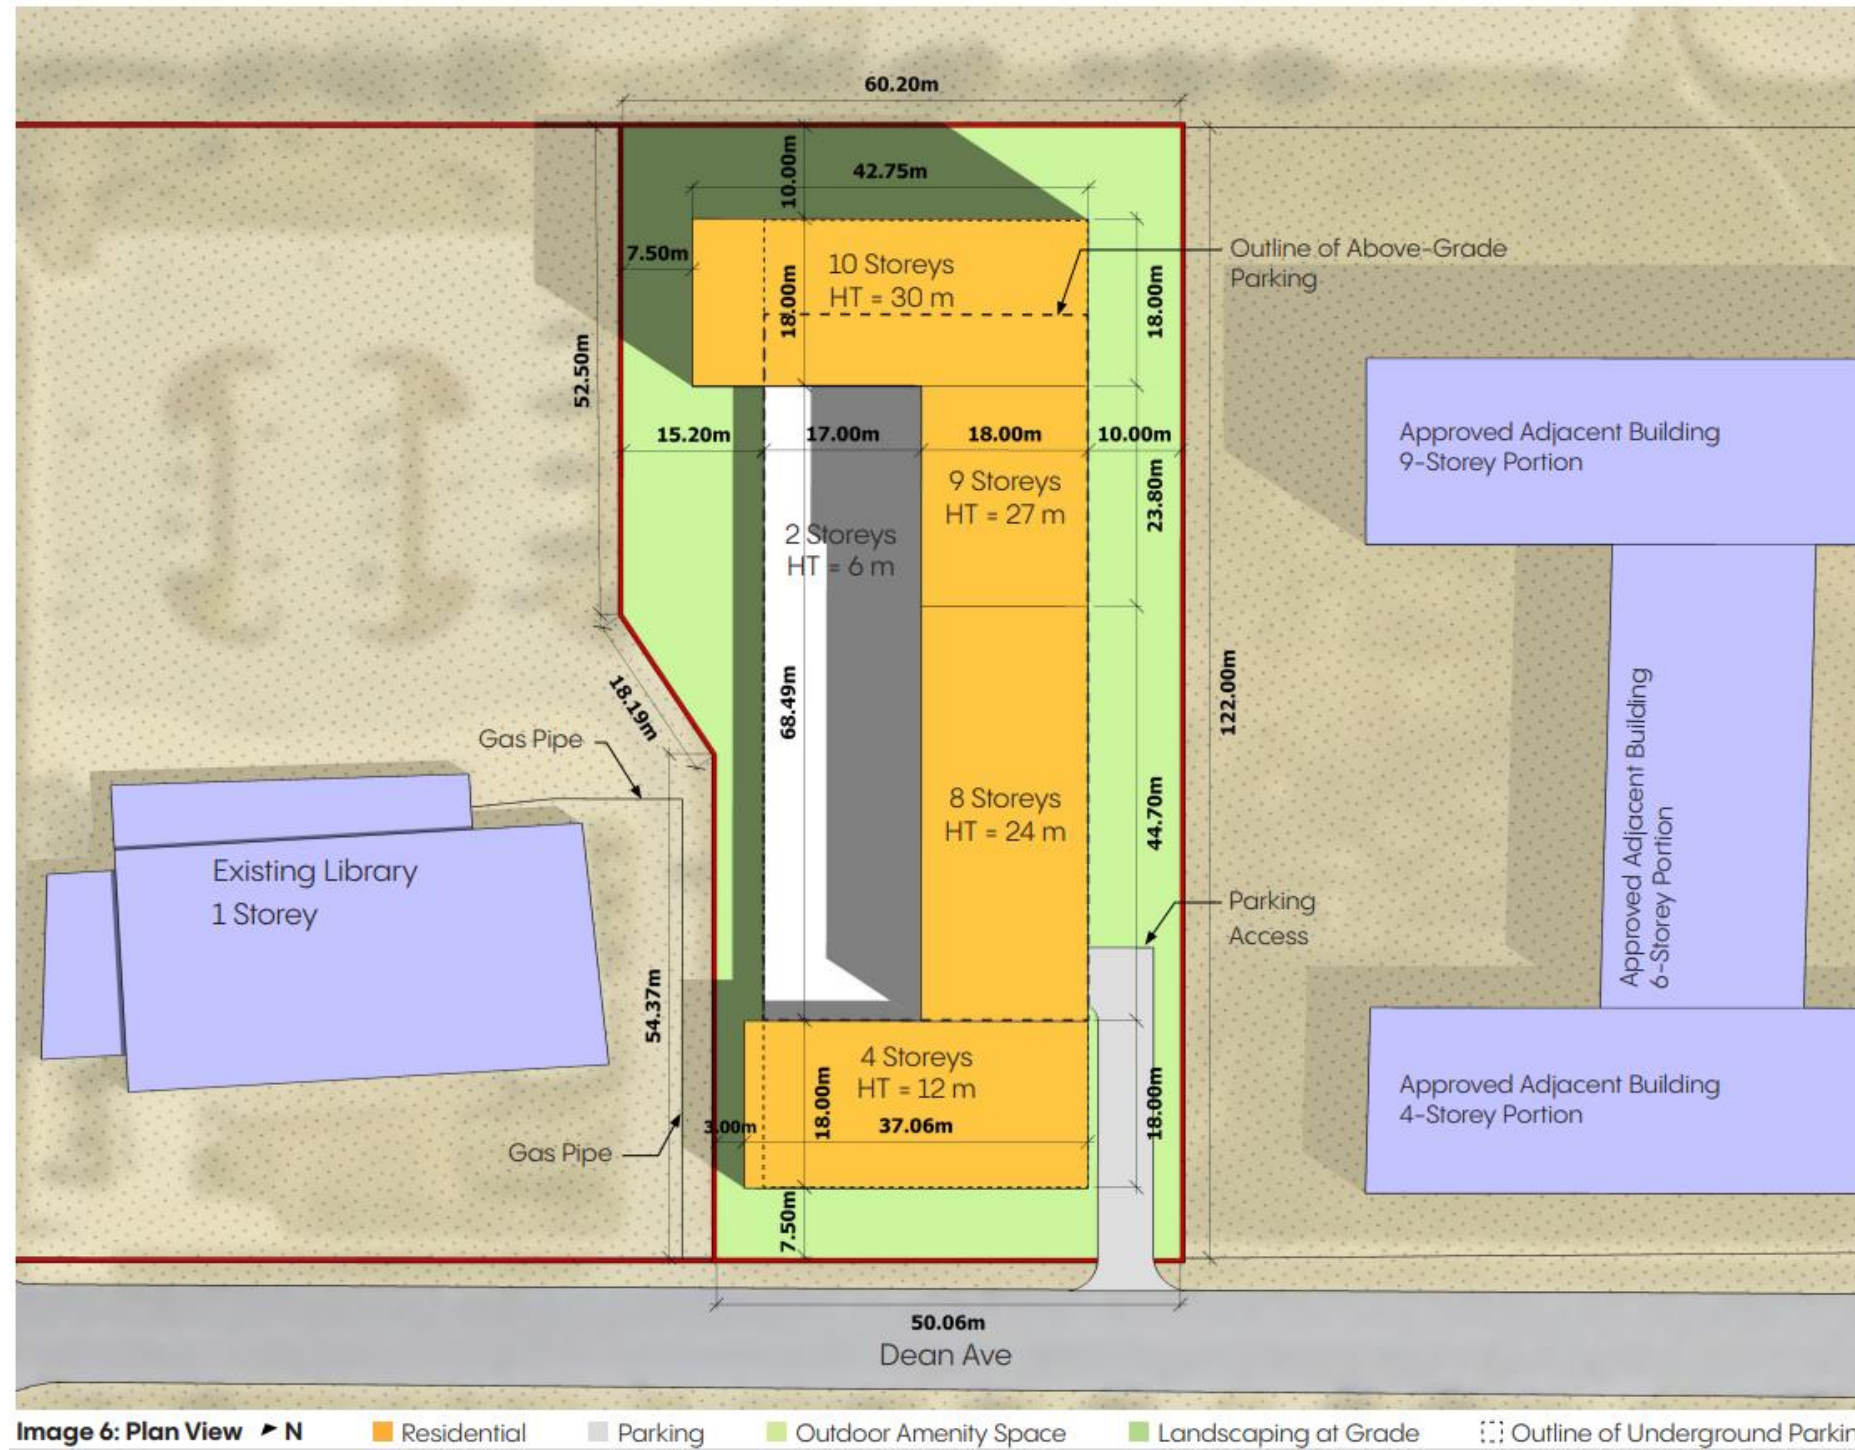 60.20m
10.00m
42.75m
7.50m
10 Storeys
HT = 30 m
18.00m
18.00m
Outline of Above-Grade
Parking
52.50m
15.20m
17.00m
18.00m
10.00m
Approved Adjacent Building
9-Storey Portion
9 Storeys
HT = 27 m
23.80m
2 Storeys
HT = 6 m
68.49m
122.00m
18.19m
Gas Pipe
Approved Adjacent Building
6-Storey Portion
8 Storeys
HT = 24 m
44.70m
Existing Library
1 Storey
Parking
Access
54.37m
4 Storeys
HT = 12 m
3.00m
18.00m
37.06m
18.00m
Approved Adjacent Building
4-Storey Portion
Gas Pipe
7.50m
50.06m
Dean Ave
Image 6: Plan View N Residential Parking Outdoor Amenity Space Landscaping at Grade Outline of Underground Parkin